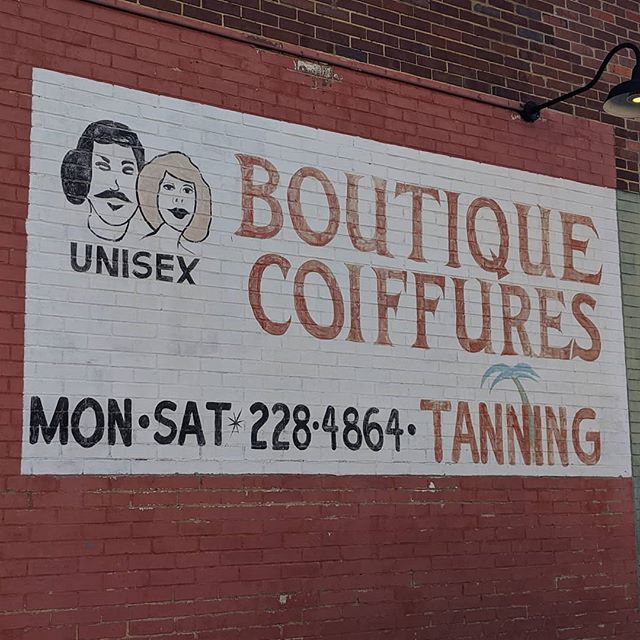 UNISEX
BOUTIQUE
COIFFURES
MON·SAT*228·4864·TANNING